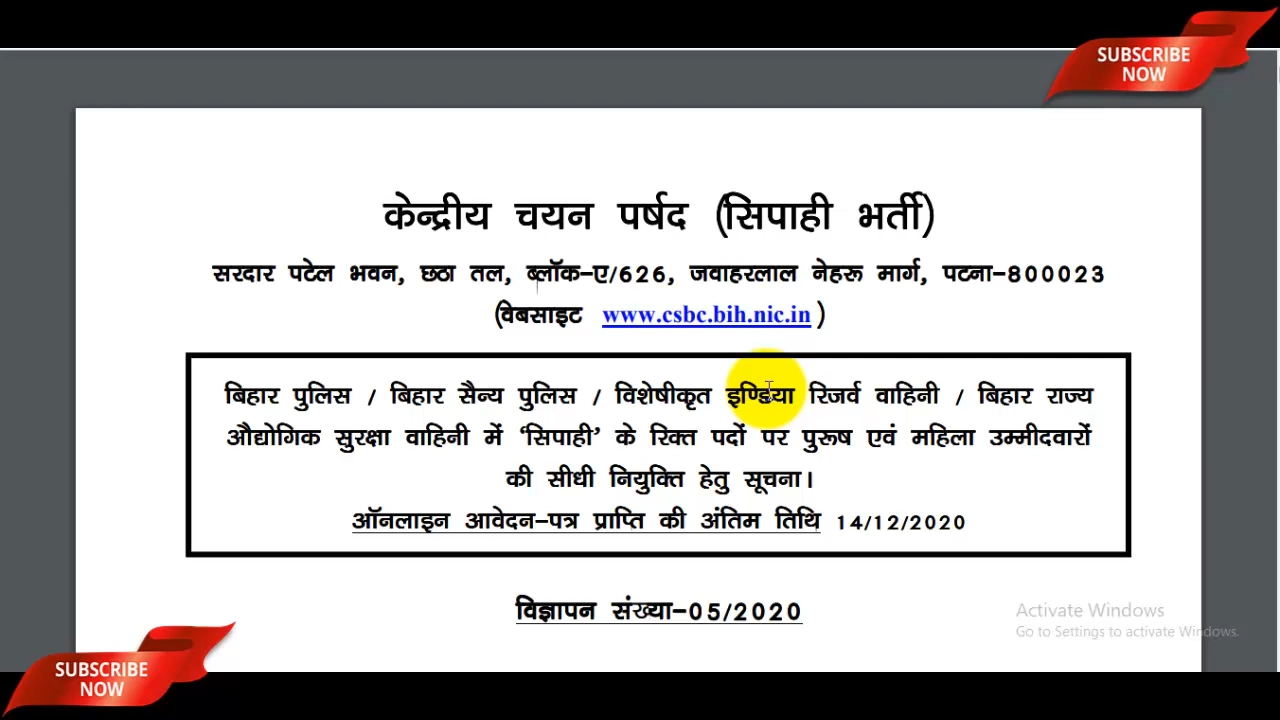 SUBSCRIBE
NOW
केन्द्रीय चयन पर्षद (सिपाही भर्ती)
सरदार पटेल भवन, छठा तल, ब्लॉक-ए/626, जवाहरलाल नेहरू मार्ग, पटना-800023
(वेबसाइट www.csbc.bih.nic.in )
बिहार पुलिस / बिहार सैन्य पुलिस / विशेषीकृत इण्डिया रिजर्व वाहिनी / बिहार राज्य
औद्योगिक सुरक्षा वाहिनी में ‘सिपाही’ के रिक्त पदों पर पुरूष एवं महिला उम्मीदवारों
की सीधी नियुक्ति हेतु सूचना।
ऑनलाइन आवेदन-पत्र प्राप्ति की अंतिम तिथि 14/12/2020
विज्ञापन संख्या-05/2020
Activate Windows
Go to Settings to activate Windows.
SUBSCRIBE
NOW